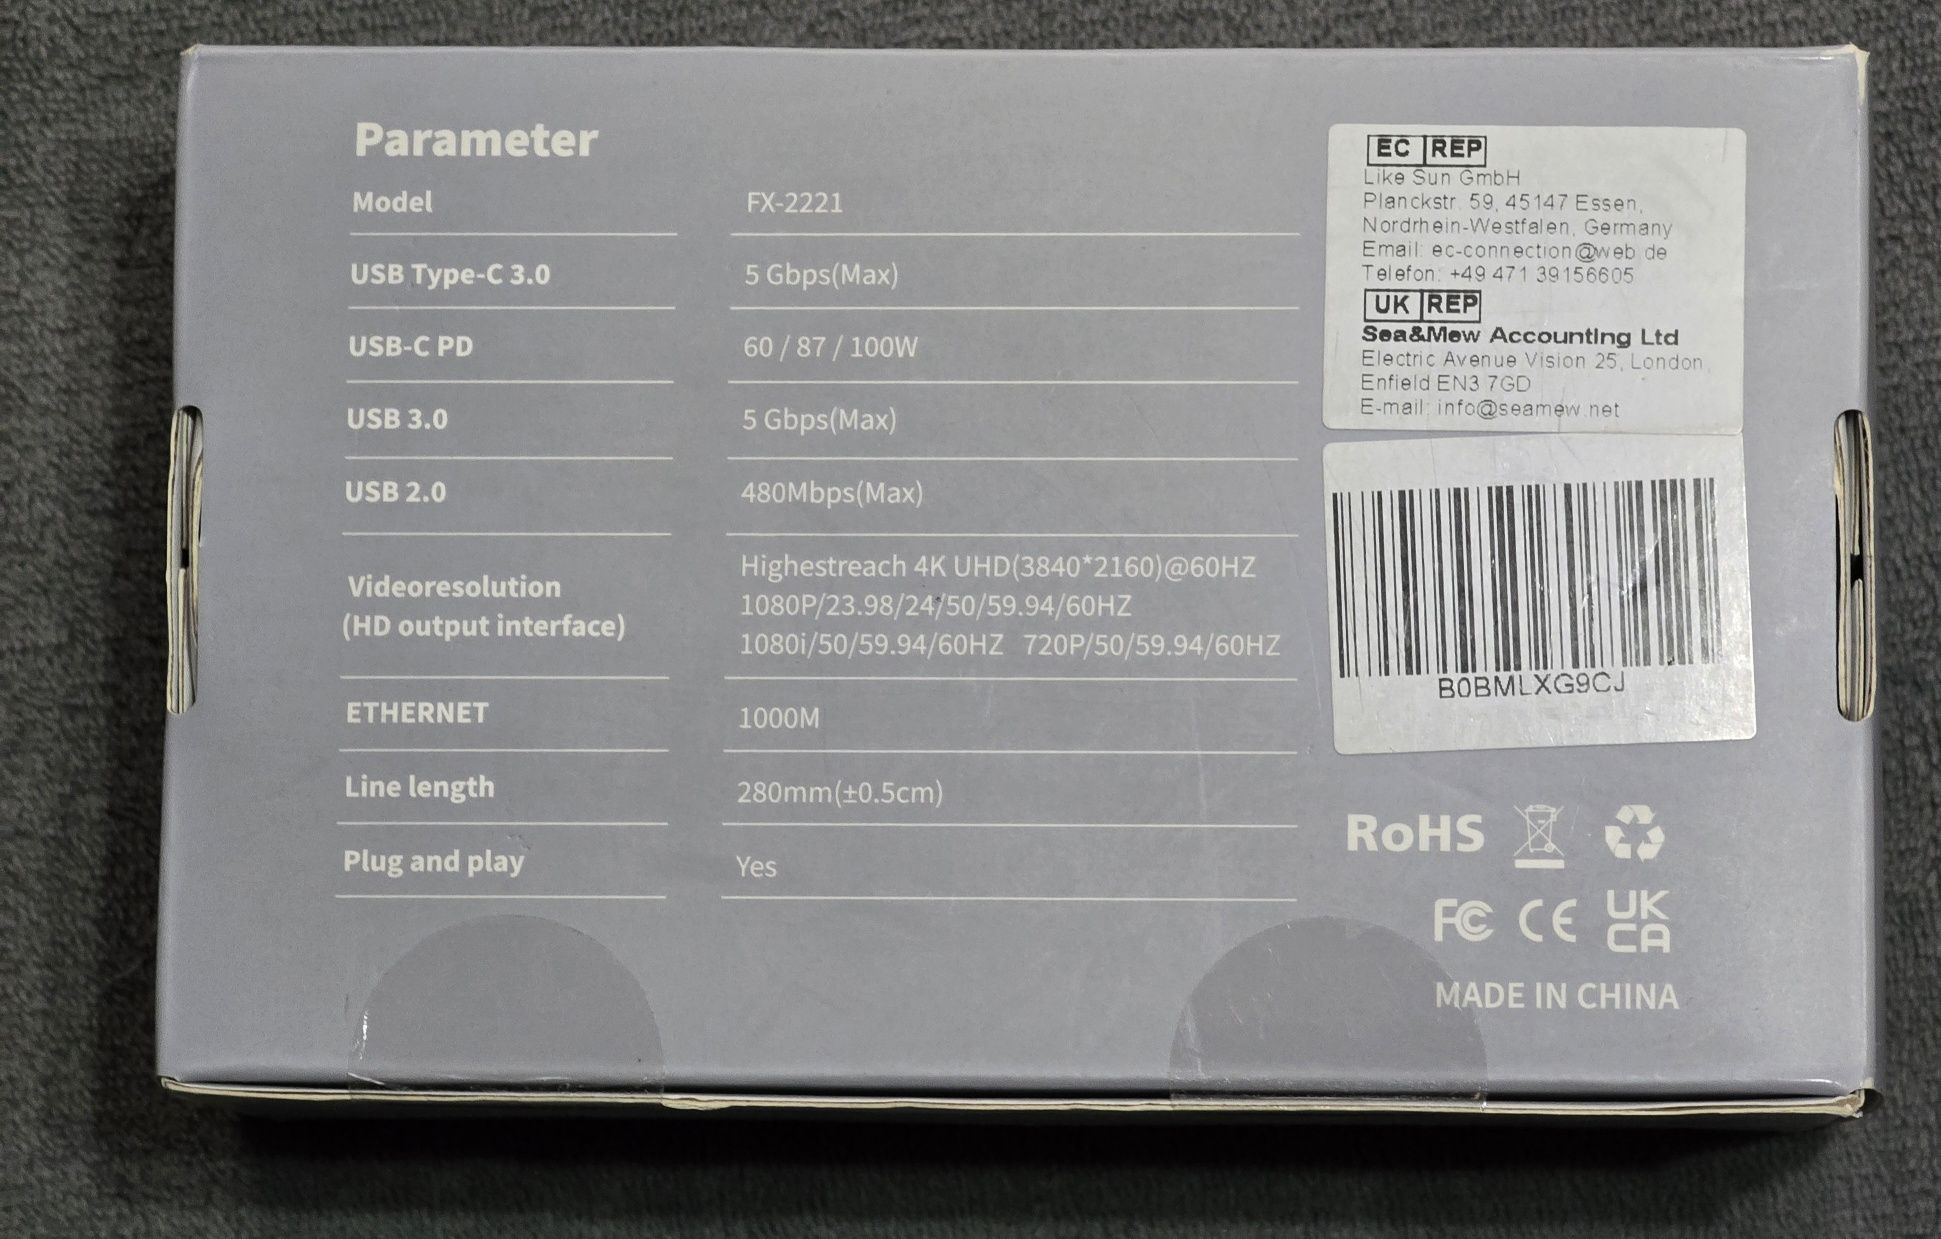 Parameter
Model FX-2221
USB Type-C 3.0 5 Gbps(Max)
USB-C PD 60 / 87 / 100W
USB 3.0 5 Gbps(Max)
USB 2.0 480Mbps(Max)
Videoresolution
(HD output interface)
Highestreach 4K UHD(3840*2160)@60HZ
1080P/23.98/24/50/59.94/60HZ
1080i/50/59.94/60HZ 720P/50/59.94/60HZ
ETHERNET 1000M
Line length 280mm(±0.5cm)
Plug and play Yes
EC REP
Like Sun GmbH
Planckstr. 59, 45147 Essen,
Nordrhein-Westfalen, Germany
Email: ec-connection@web.de
Telefon: +49 471 39156605
UK REP
Sea&Mew Accounting Ltd
Electric Avenue Vision 25, London,
Enfield EN3 7GD
E-mail: info@seamew.net
B0BMLXG9CJ
RoHS
FC CE UK
CA
MADE IN CHINA